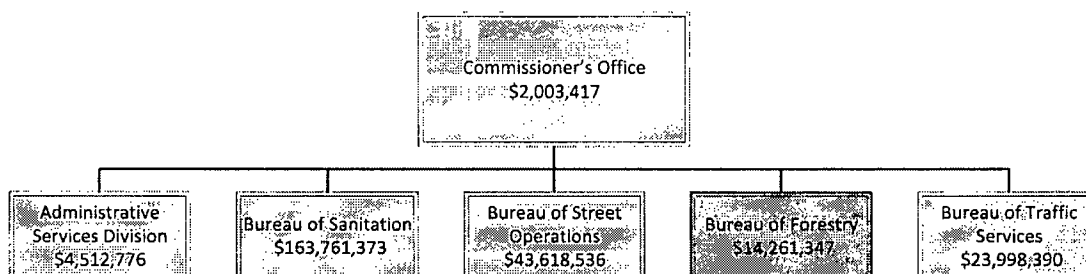 Commissioner's Office
$2,003,417
Administrative
Services Division
$4,512,776
Bureau of Sanitation
$163,761,373
Bureau of Street
Operations
$43,618,536
Bureau of Forestry
$14,261,347
Bureau of Traffic
Services
$23,998,390